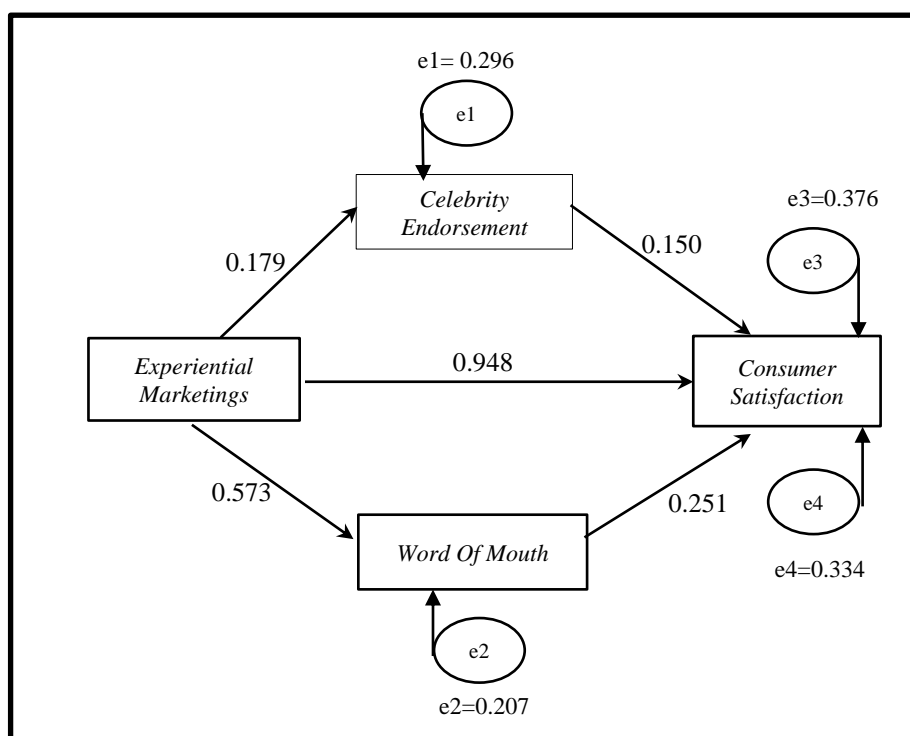 e1= 0.296
e1
Celebrity
Endorsement
e3=0.376
e3
0.179
0.150
Experiential
Marketings
0.948
Consumer
Satisfaction
0.573
0.251
e4
Word Of Mouth
e4=0.334
e2
e2=0.207